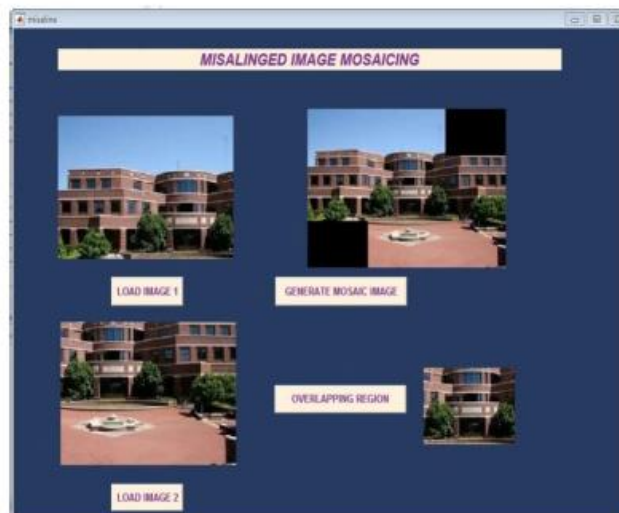 misaline
MISALINGED IMAGE MOSAICING
LOAD IMAGE 1
GENERATE MOSAIC IMAGE
OVERLAPPING REGION
LOAD IMAGE 2